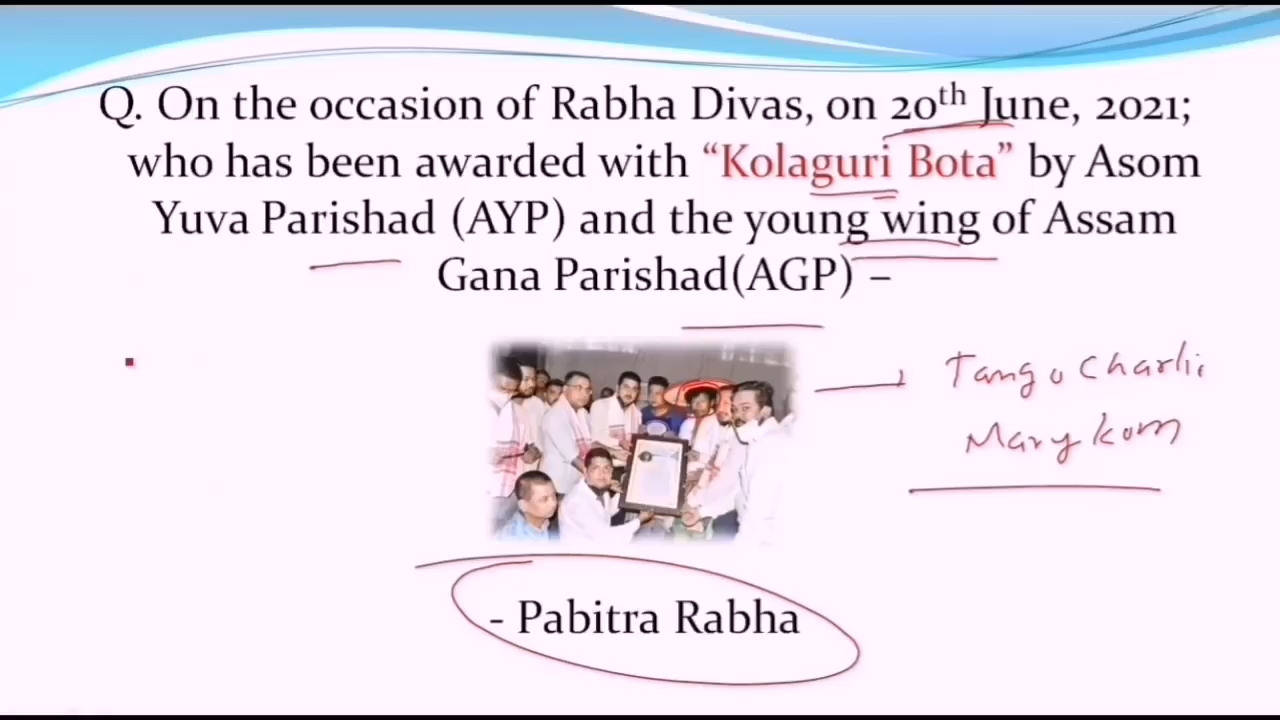 Q. On the occasion of Rabha Divas, on 20th June, 2021;
who has been awarded with “Kolaguri Bota” by Asom
Yuva Parishad (AYP) and the young wing of Assam
Gana Parishad(AGP) –
Tango Charlie
Mary Kom
- Pabitra Rabha